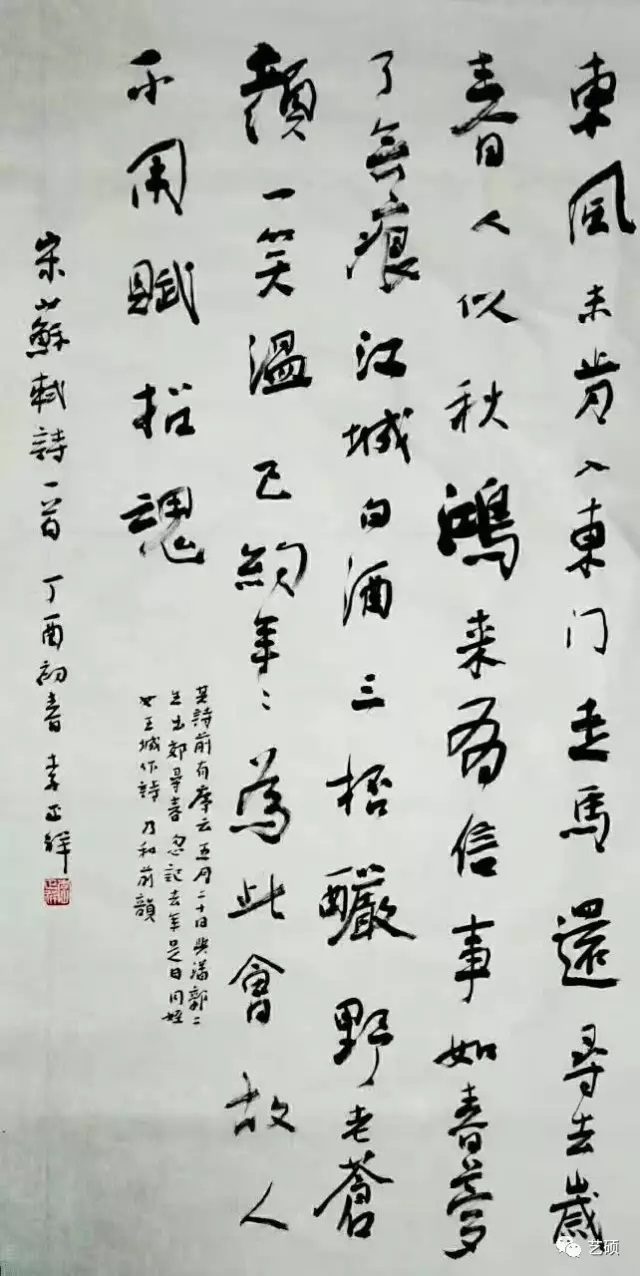 東風未肯入東门走馬還尋去歲
春人似秋鴻来有信事如春夢
了無痕江城白酒三桮釅野老蒼
顏一笑溫已約年々為此會故人
不用賦招魂
其詩前有序云五月二十日與潘郭二
生出郊尋春忽記去年是日同至
女王城作詩乃和前韻
宋蘇軾詩一首丁酉初春李正祥
艺硕